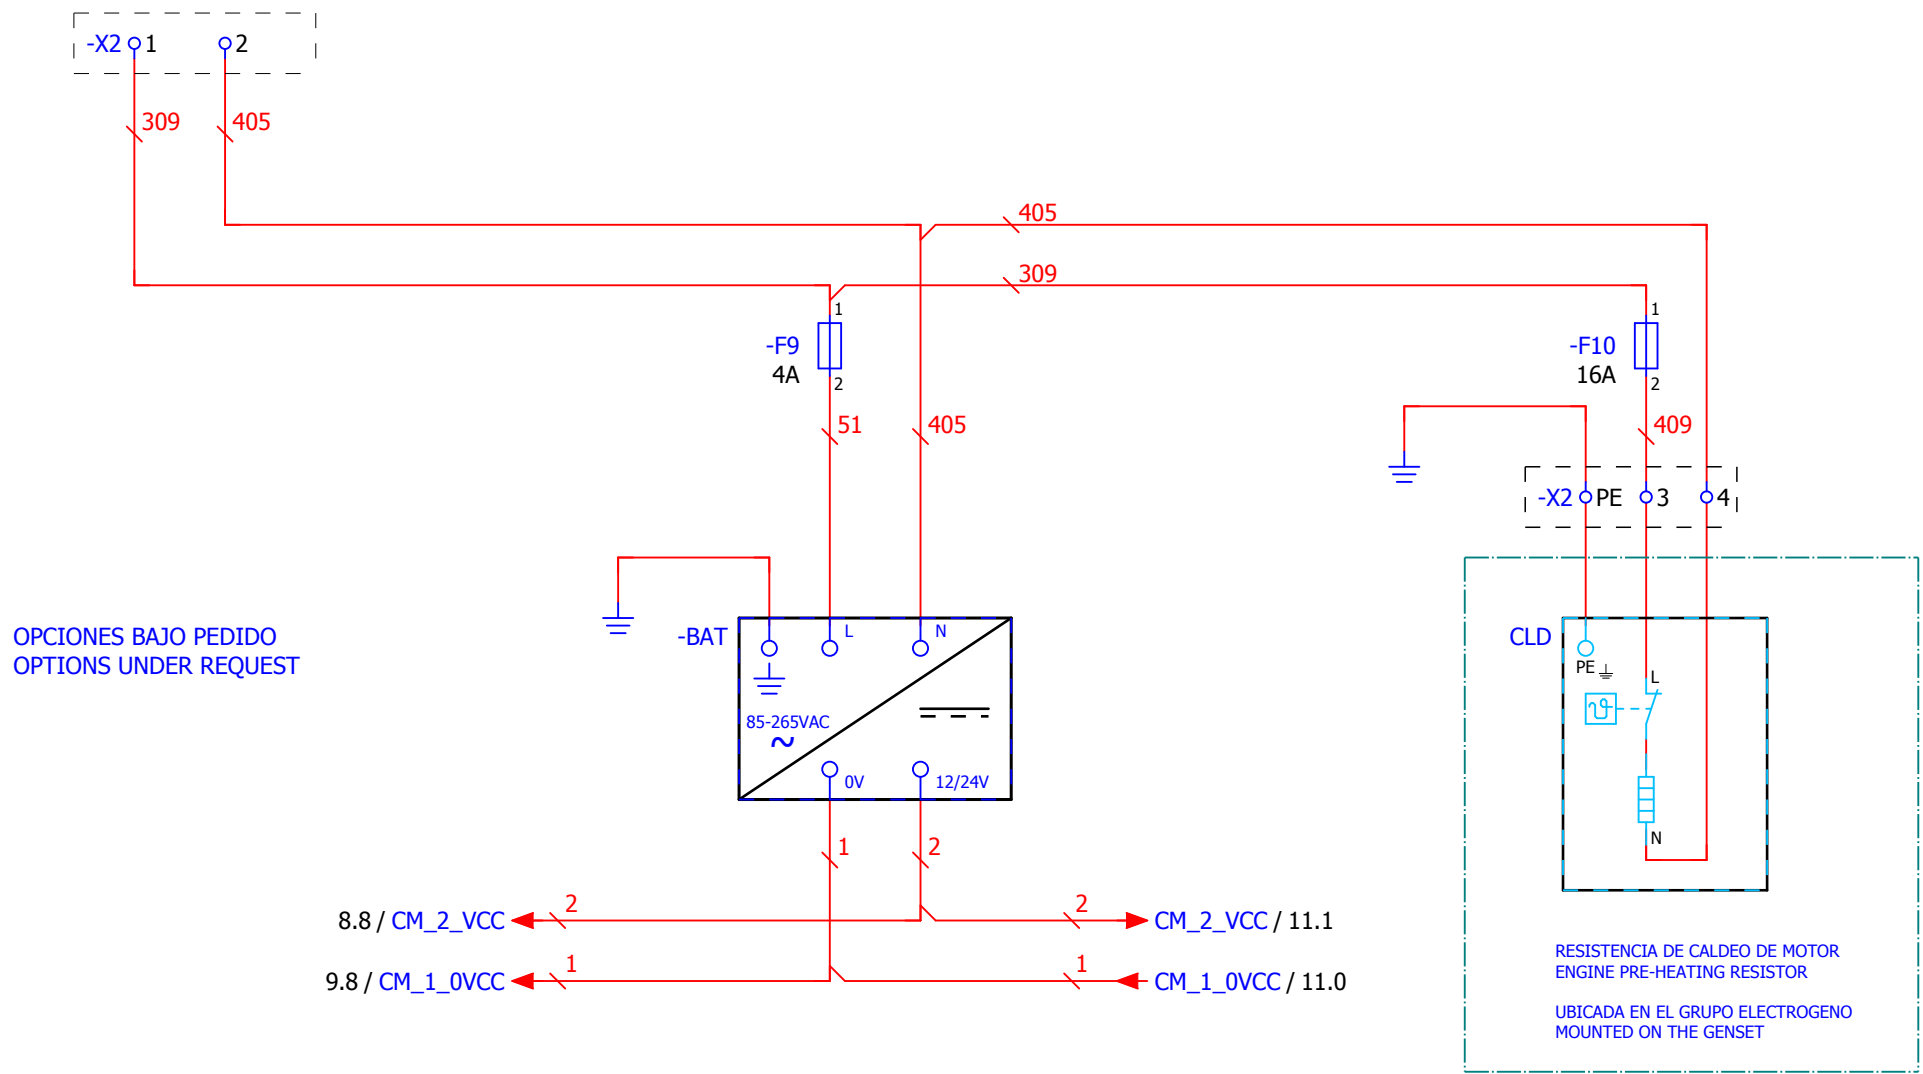 -X2 1 2
309 405
405
309
1
-F9
4A
2
1
-F10
16A
2
51 405
409
-X2 PE 3 4
OPCIONES BAJO PEDIDO
OPTIONS UNDER REQUEST
-BAT
L N
85-265VAC
~
0V 12/24V
CLD
PE
L
N
1 2
8.8 / CM_2_VCC 2
2 CM_2_VCC / 11.1
9.8 / CM_1_0VCC 1
1 CM_1_0VCC / 11.0
RESISTENCIA DE CALDEO DE MOTOR
ENGINE PRE-HEATING RESISTOR
UBICADA EN EL GRUPO ELECTROGENO
MOUNTED ON THE GENSET